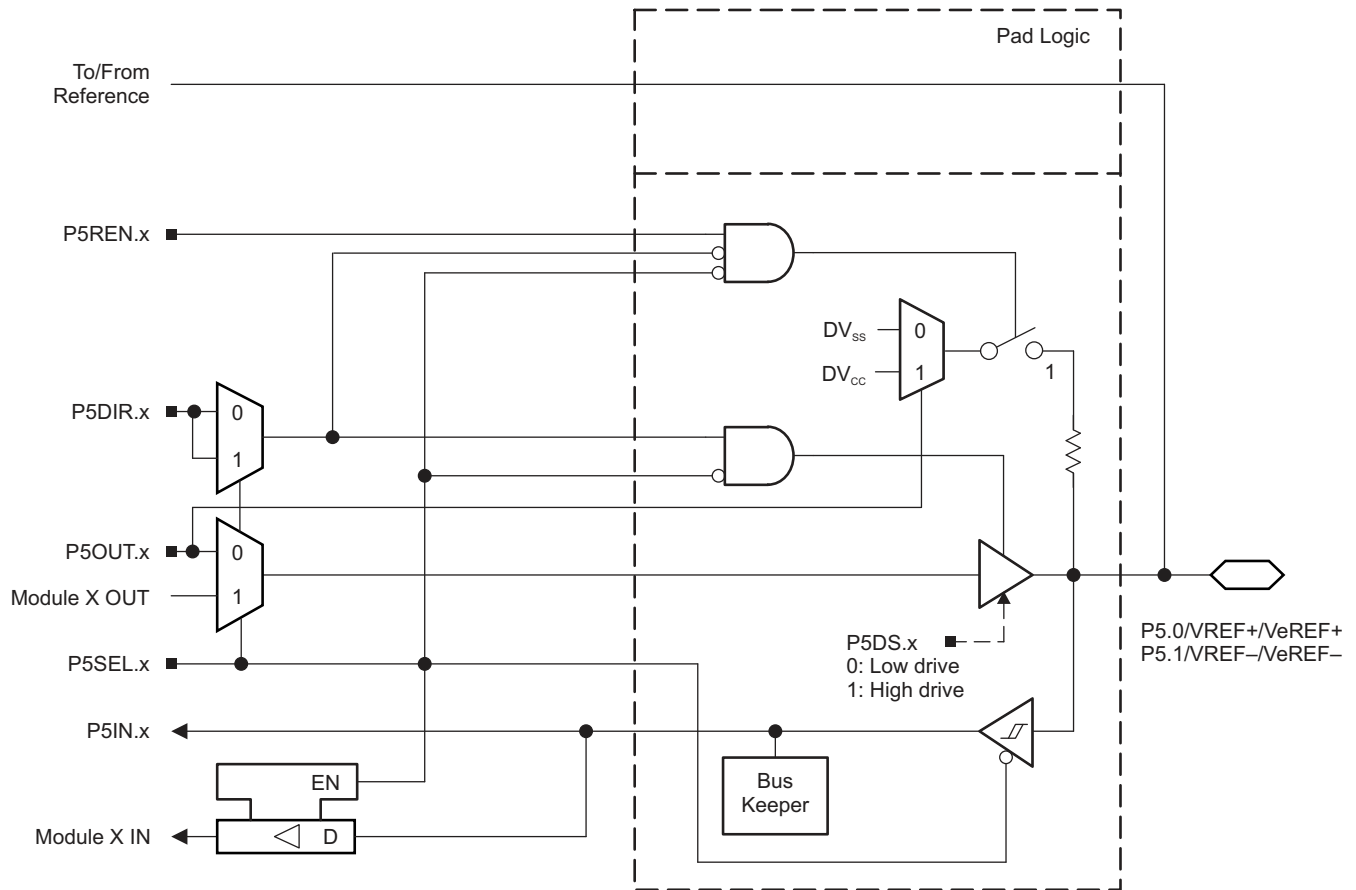 Pad Logic
To/From
Reference
P5REN.x
DVSS
0
DVCC
1
1
P5DIR.x
0
1
P5OUT.x
0
Module X OUT
1
P5SEL.x
P5DS.x
0: Low drive
1: High drive
P5.0/VREF+/VeREF+
P5.1/VREF–/VeREF–
P5IN.x
EN
Bus
Keeper
Module X IN
D